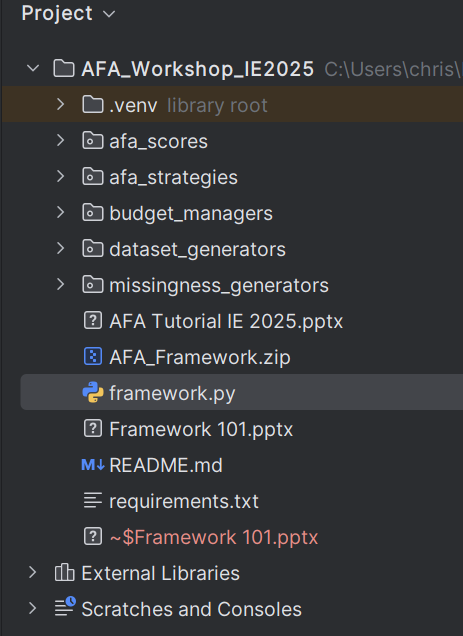 Project
AFA_Workshop_IE2025 C:\Users\chris\
.venv library root
afa_scores
afa_strategies
budget_managers
dataset_generators
missingness_generators
AFA Tutorial IE 2025.pptx
AFA_Framework.zip
framework.py
Framework 101.pptx
M↓ README.md
requirements.txt
~$Framework 101.pptx
External Libraries
Scratches and Consoles